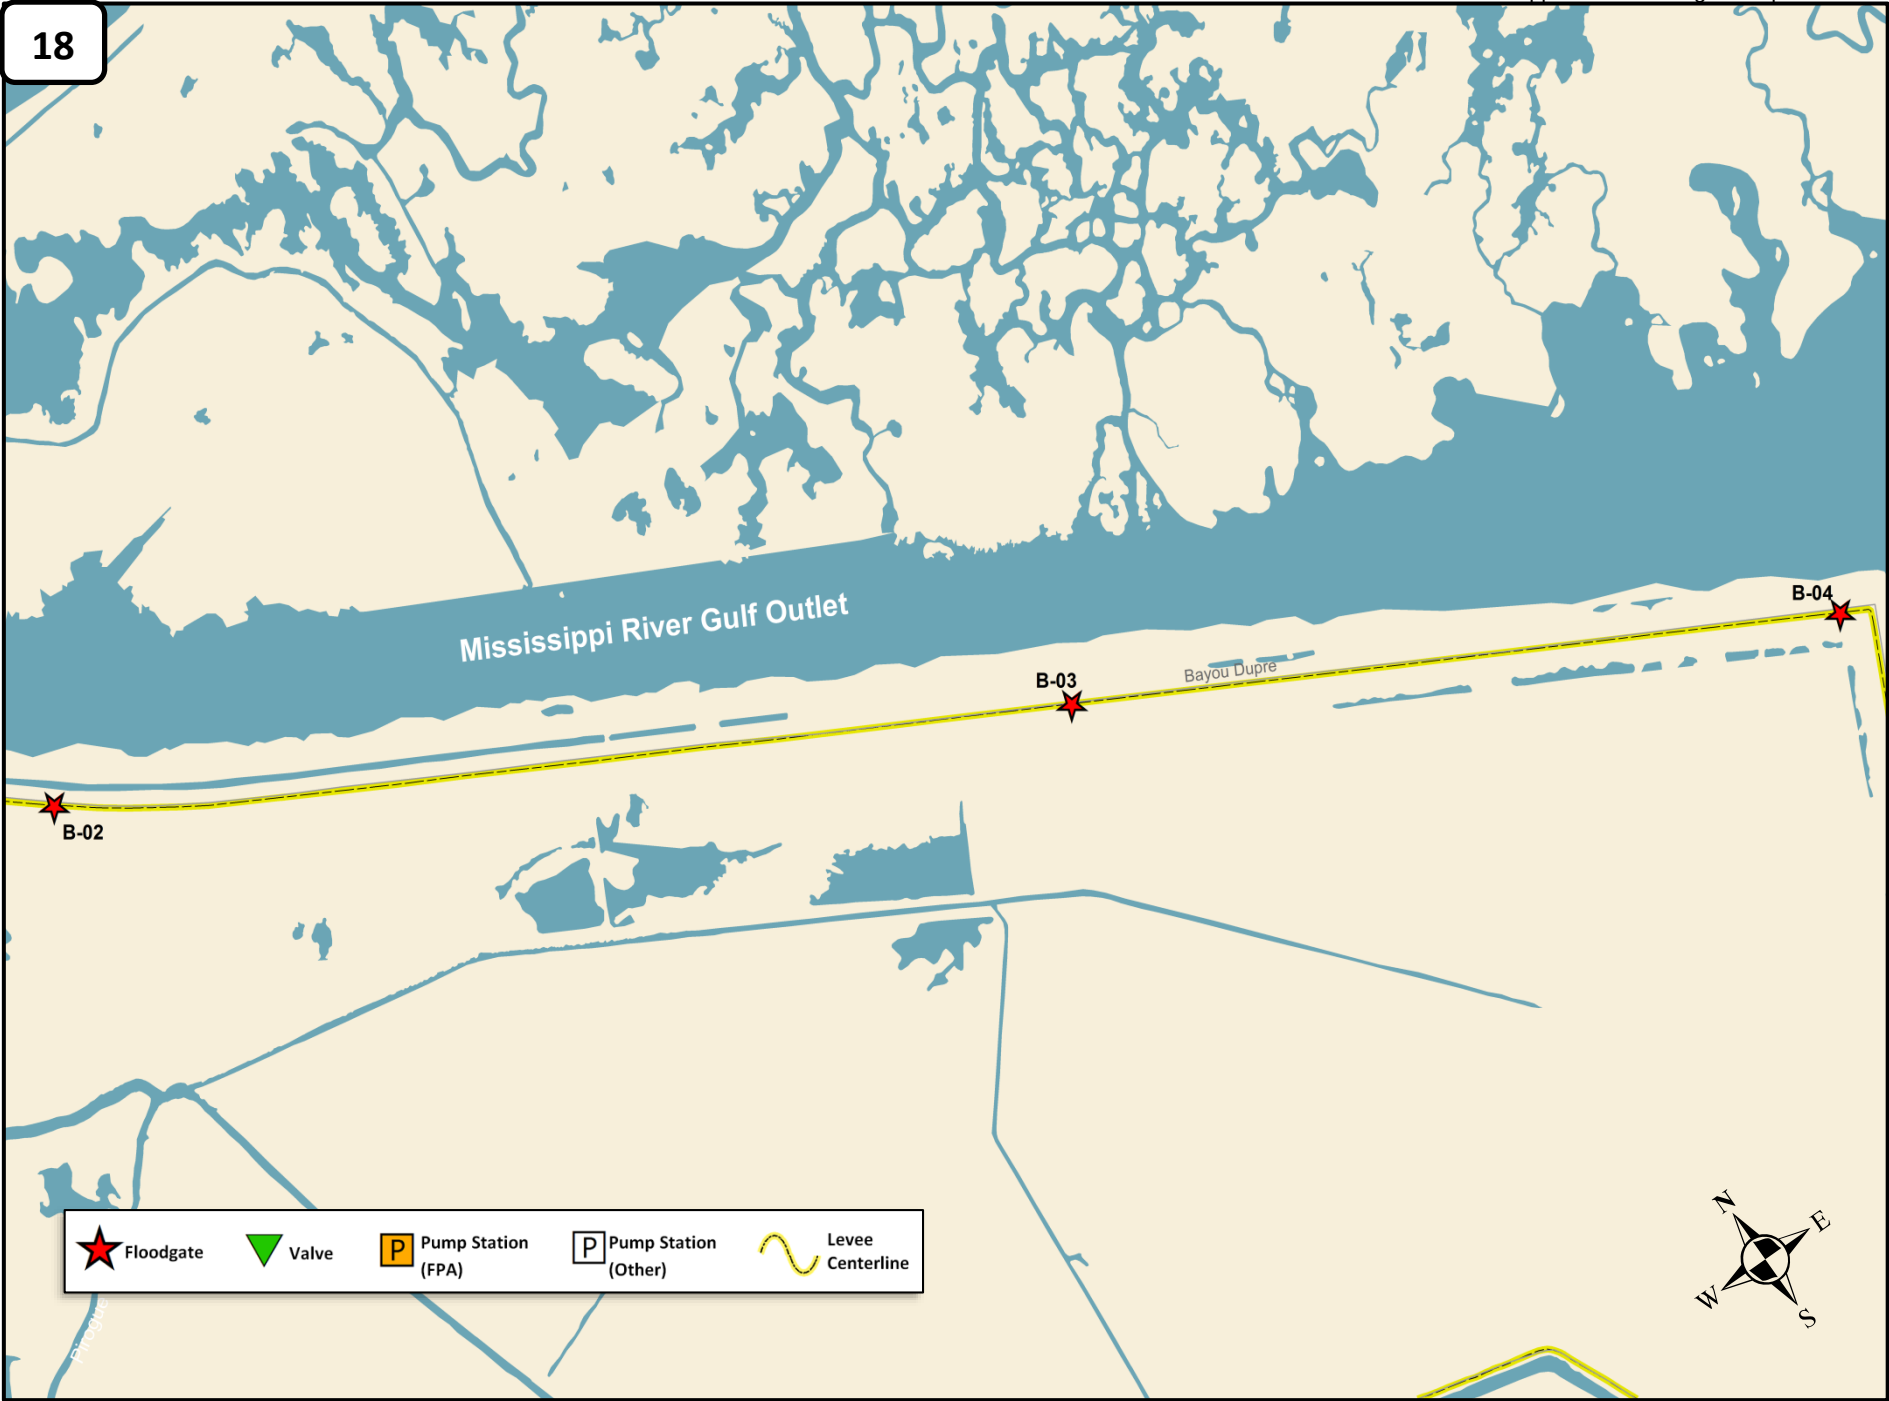 18
Mississippi River Gulf Outlet
B-04
B-03
Bayou Dupre
B-02
Floodgate
Valve
P
Pump Station
(FPA)
P
Pump Station
(Other)
Levee
Centerline
Pirogue
N
E
W
S